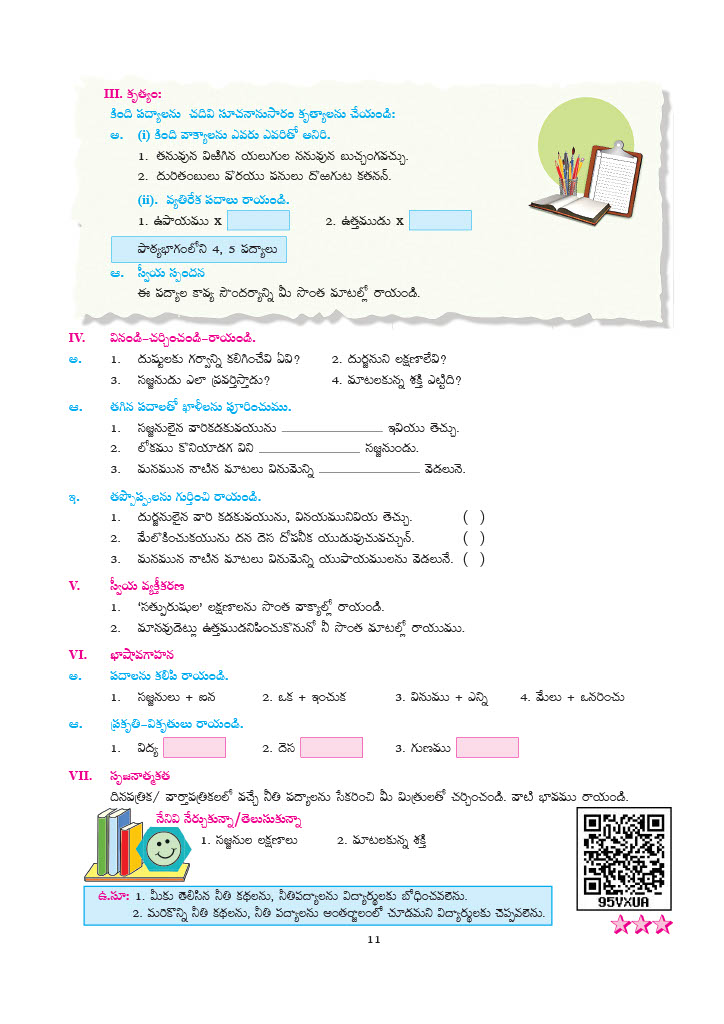 III. కృత్యం:
కింది పద్యాలను చదివి సూచనానుసారం కృత్యాలను చేయండి:
అ. (i) కింది వాక్యాలను ఎవరు ఎవరితో అనిరి.
1. తనువున విఱిగిన యలుగుల ననువున బుచ్చంగవచ్చు.
2. దురితంబులు వొరయు పనులు దొఱగుట కతనన్.
(ii). వ్యతిరేక పదాలు రాయండి.
1. ఉపాయము X 2. ఉత్తముడు X
పాఠ్యభాగంలోని 4, 5 పద్యాలు
ఆ. స్వీయ స్పందన
ఈ పద్యాల కావ్య సౌందర్యాన్ని మీ సొంత మాటల్లో రాయండి.
IV. వినండి-చర్చించండి-రాయండి.
అ. 1. దుష్టులకు గర్వాన్ని కలిగించేవి ఏవి? 2. దుర్జనుని లక్షణాలేవి?
3. సజ్జనుడు ఎలా ప్రవర్తిస్తాడు? 4. మాటలకున్న శక్తి ఎట్టిది?
ఆ. తగిన పదాలతో ఖాళీలను పూరించుము.
1. సజ్జనులైన వారికడకువయును ______________ ఇవియు తెచ్చు.
2. లోకము కొనియాడగ విని ______________ సజ్జనుండు.
3. మనమున నాటిన మాటలు వినుమెన్ని ______________ వెడలునె.
ఇ. తప్పొప్పులను గుర్తించి రాయండి.
1. దుర్జనులైన వారి కడకువయును, వినయమునివియ తెచ్చు. ( )
2. మేలొకించుకయును దన దెస దోపనీక యుడుపుచువచ్చున్. ( )
3. మనమున నాటిన మాటలు వినుమెన్ని యుపాయములను వెడలునే. ( )
V. స్వీయ వ్యక్తీకరణ
1. ‘సత్పురుషుల’ లక్షణాలను సొంత వాక్యాల్లో రాయండి.
2. మానవుడెట్లు ఉత్తముడనిపించుకొనునో నీ సొంత మాటల్లో రాయుము.
VI. భాషావగాహన
అ. పదాలను కలిపి రాయండి.
1. సజ్జనులు + ఐన 2. ఒక + ఇంచుక 3. వినుము + ఎన్ని 4. మేలు + ఒనరించు
ఆ. ప్రకృతి-వికృతులు రాయండి.
1. విద్య 2. దెస 3. గుణము
VII. సృజనాత్మకత
దినపత్రిక/ వార్తాపత్రికలలో వచ్చే నీతి పద్యాలను సేకరించి మీ మిత్రులతో చర్చించండి. వాటి భావము రాయండి.
నేనివి నేర్చుకున్నా/తెలుసుకున్నా
1. సజ్జనుల లక్షణాలు 2. మాటలకున్న శక్తి
95VXUA
ఉ.సూ: 1. మీకు తెలిసిన నీతి కథలను, నీతిపద్యాలను విద్యార్థులకు బోధించవలెను.
2. మరికొన్ని నీతి కథలను, నీతి పద్యాలను అంతర్జాలంలో చూడమని విద్యార్థులకు చెప్పవలెను.
11